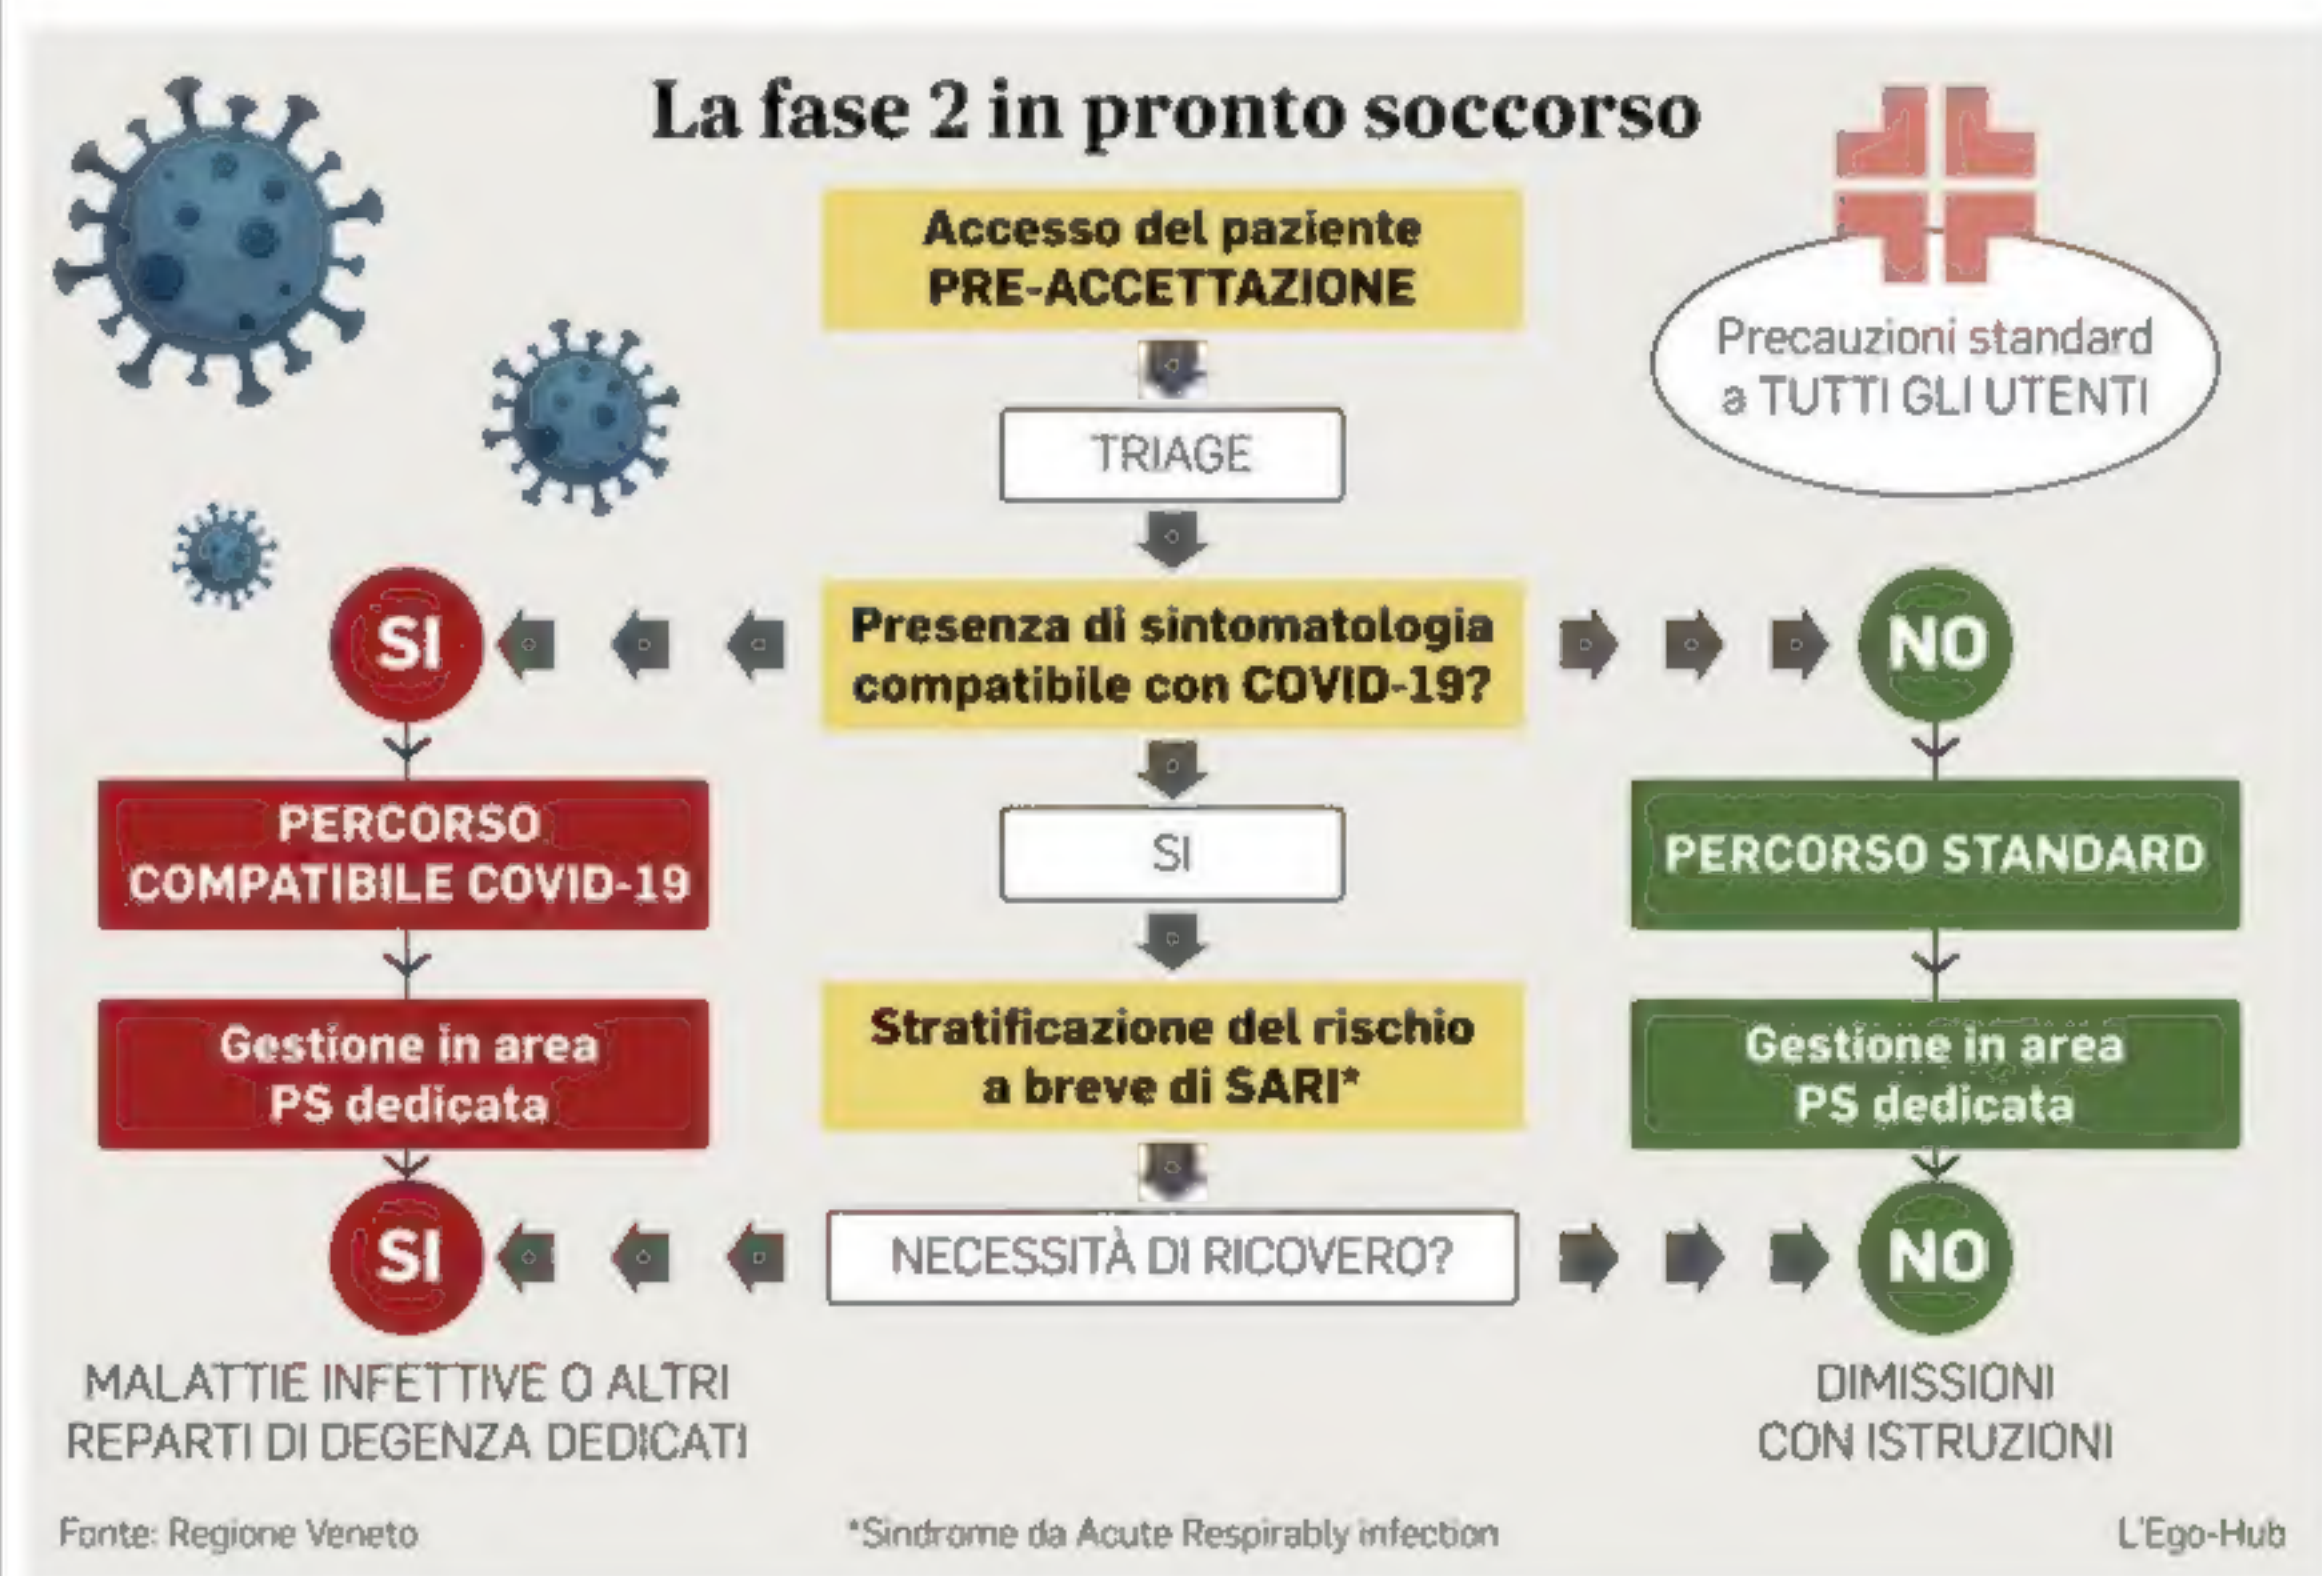 La fase 2 in pronto soccorso
Accesso del paziente
PRE-ACCETTAZIONE
Precauzioni standard
a TUTTI GLI UTENTI
TRIAGE
SI
Presenza di sintomatologia
compatibile con COVID-19?
NO
PERCORSO
COMPATIBILE COVID-19
SI
PERCORSO STANDARD
Gestione in area
PS dedicata
Stratificazione del rischio
a breve di SARI*
Gestione in area
PS dedicata
SI
NECESSITÀ DI RICOVERO?
NO
MALATTIE INFETTIVE O ALTRI
REPARTI DI DEGENZA DEDICATI
DIMISSIONI
CON ISTRUZIONI
Fonte: Regione Veneto
*Sindrome da Acute Respirably infection
L'Ego-Hub